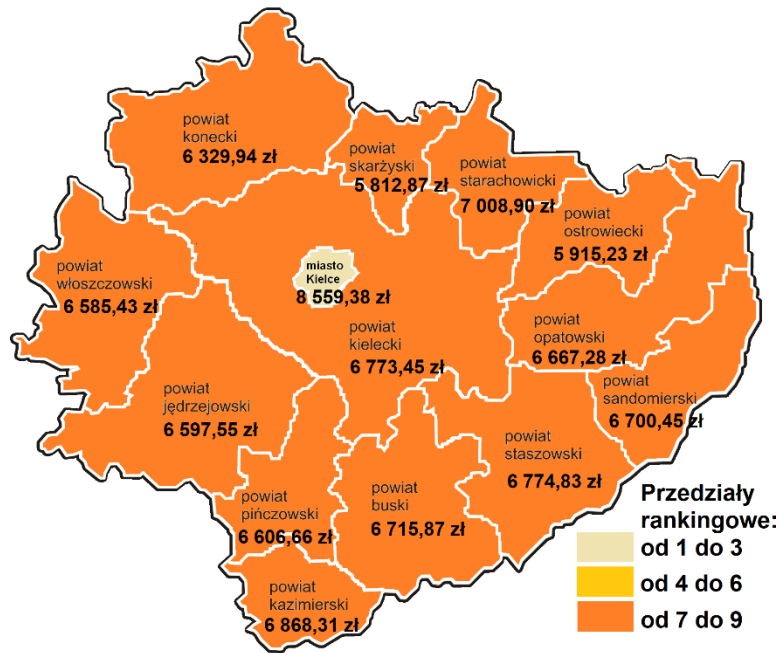 powiat
konecki
6 329,94 zł
powiat
skarżyski
5 812,87 zł
powiat
starachowicki
7 008,90 zł
powiat
ostrowiecki
5 915,23 zł
powiat
włoszczowski
6 585,43 zł
miasto
Kielce
8 559,38 zł
powiat
kielecki
6 773,45 zł
powiat
opatowski
6 667,28 zł
powiat
sandomierski
6 700,45 zł
powiat
jędrzejowski
6 597,55 zł
powiat
staszowski
6 774,83 zł
powiat
pińczowski
6 606,66 zł
powiat
buski
6 715,87 zł
powiat
kazimierski
6 868,31 zł
Przedziały
rankingowe:
od 1 do 3
od 4 do 6
od 7 do 9